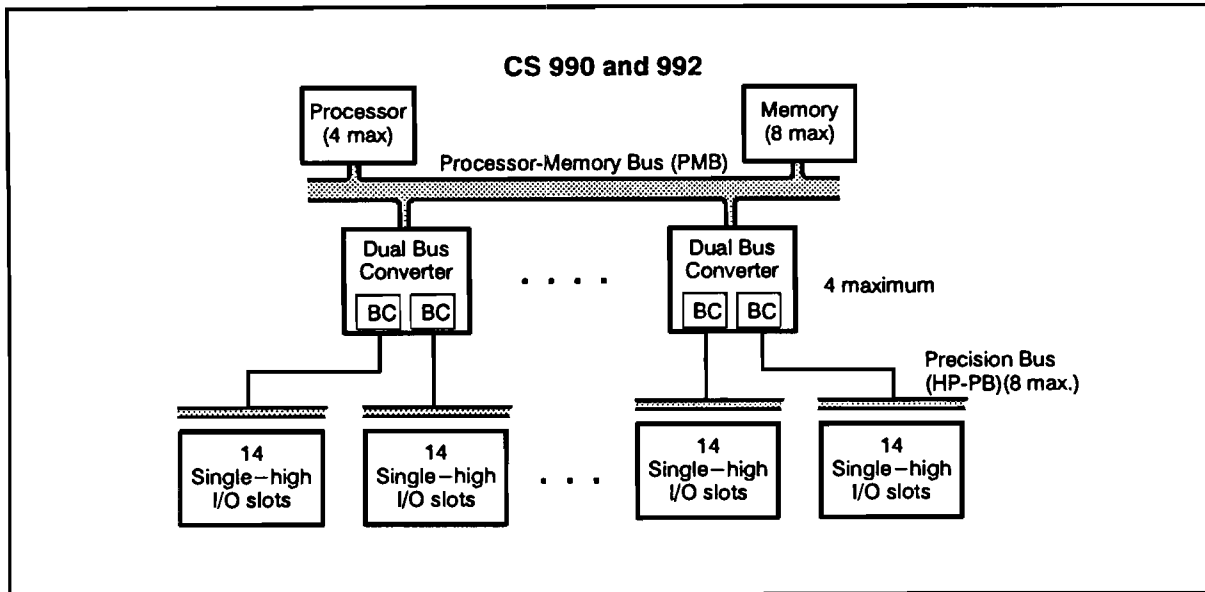 CS 990 and 992
Processor
(4 max)
Memory
(8 max)
Processor-Memory Bus (PMB)
Dual Bus
Converter
BC
BC
. . . .
Dual Bus
Converter
BC
BC
4 maximum
Precision Bus
(HP-PB)(8 max.)
14
Single-high
I/O slots
14
Single-high
I/O slots
. . .
14
Single-high
I/O slots
14
Single-high
I/O slots